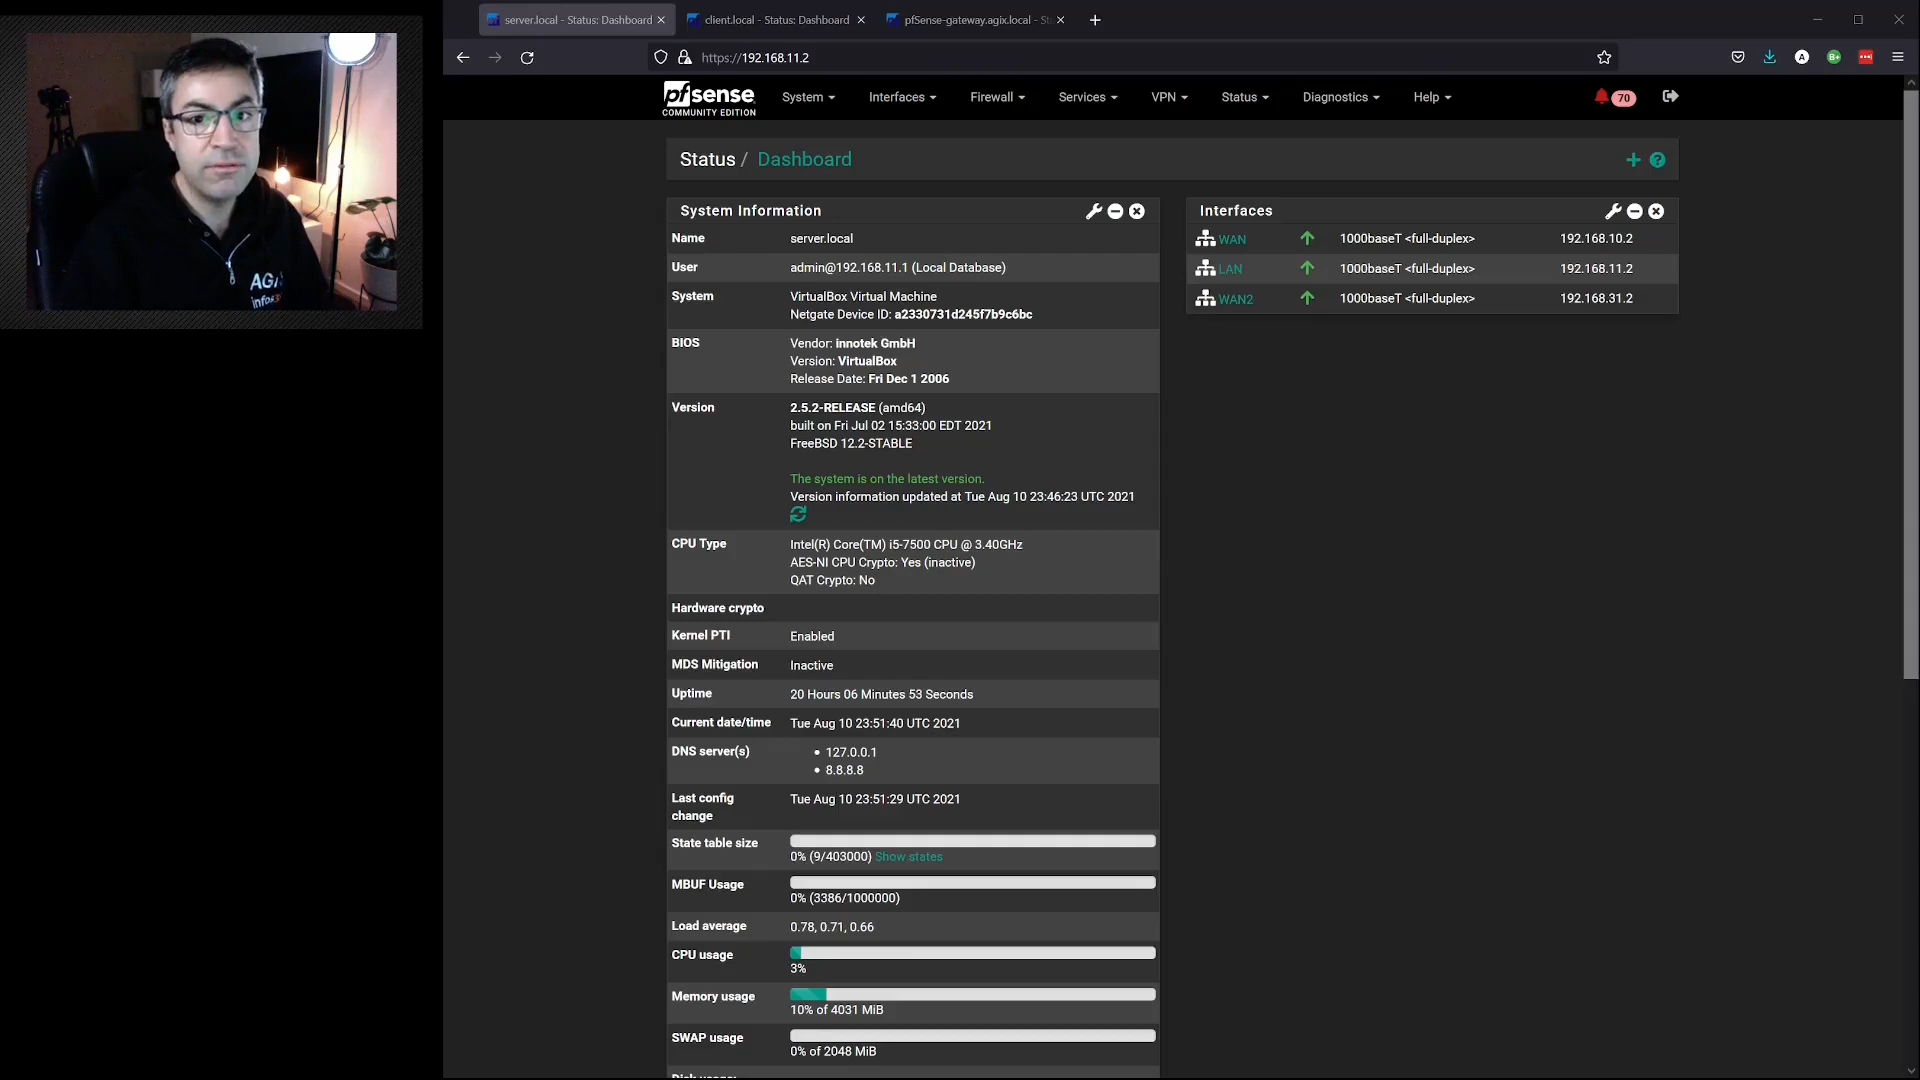 server.local - Status: Dashboard
client.local - Status: Dashboard
pfSense-gateway.agix.local - St
https://192.168.11.2
pfsense
COMMUNITY EDITION
System
Interfaces
Firewall
Services
VPN
Status
Diagnostics
Help
70
Status / Dashboard
System Information
Name server.local
User admin@192.168.11.1 (Local Database)
System VirtualBox Virtual Machine
Netgate Device ID: a2330731d245f7b9c6bc
BIOS Vendor: innotek GmbH
Version: VirtualBox
Release Date: Fri Dec 1 2006
Version 2.5.2-RELEASE (amd64)
built on Fri Jul 02 15:33:00 EDT 2021
FreeBSD 12.2-STABLE
The system is on the latest version.
Version information updated at Tue Aug 10 23:46:23 UTC 2021
CPU Type Intel(R) Core(TM) i5-7500 CPU @ 3.40GHz
AES-NI CPU Crypto: Yes (inactive)
QAT Crypto: No
Hardware crypto
Kernel PTI Enabled
MDS Mitigation Inactive
Uptime 20 Hours 06 Minutes 53 Seconds
Current date/time Tue Aug 10 23:51:40 UTC 2021
DNS server(s)
• 127.0.0.1
• 8.8.8.8
Last config change Tue Aug 10 23:51:29 UTC 2021
State table size
0% (9/403000) Show states
MBUF Usage
0% (3386/1000000)
Load average 0.78, 0.71, 0.66
CPU usage
3%
Memory usage
10% of 4031 MiB
SWAP usage
0% of 2048 MiB
Interfaces
WAN 1000baseT <full-duplex> 192.168.10.2
LAN 1000baseT <full-duplex> 192.168.11.2
WAN2 1000baseT <full-duplex> 192.168.31.2